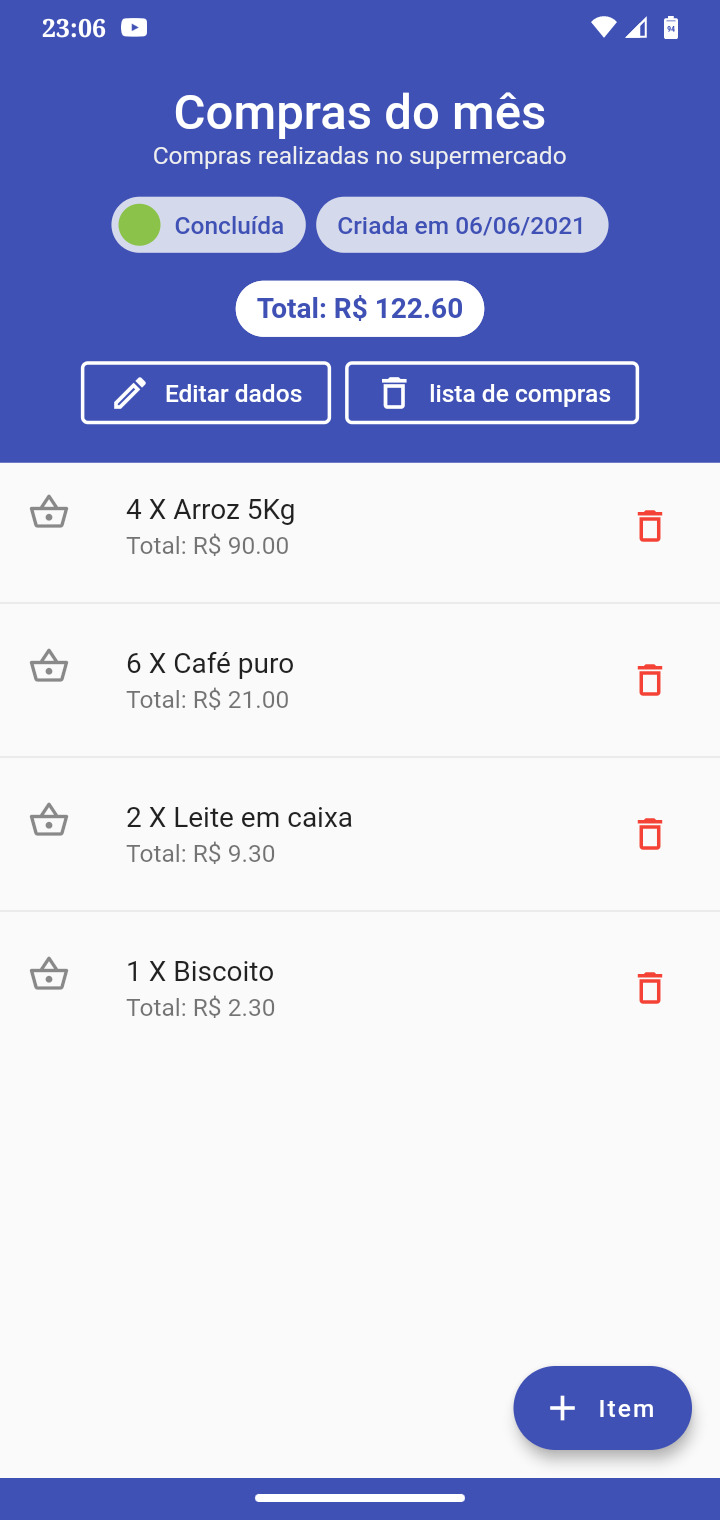 23:06
94
Compras do mês
Compras realizadas no supermercado
Concluída
Criada em 06/06/2021
Total: R$ 122.60
Editar dados
lista de compras
4 X Arroz 5Kg
Total: R$ 90.00
6 X Café puro
Total: R$ 21.00
2 X Leite em caixa
Total: R$ 9.30
1 X Biscoito
Total: R$ 2.30
Item